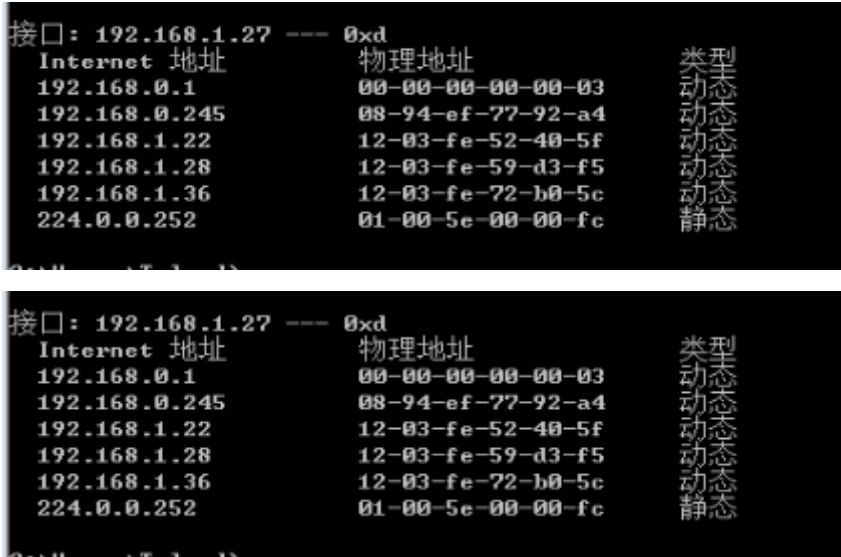 接口: 192.168.1.27 --- 0xd
Internet 地址 物理地址 类型
192.168.0.1 00-00-00-00-00-03 动态
192.168.0.245 08-94-ef-77-92-a4 动态
192.168.1.22 12-03-fe-52-40-5f 动态
192.168.1.28 12-03-fe-59-d3-f5 动态
192.168.1.36 12-03-fe-72-b0-5c 动态
224.0.0.252 01-00-5e-00-00-fc 静态
接口: 192.168.1.27 --- 0xd
Internet 地址 物理地址 类型
192.168.0.1 00-00-00-00-00-03 动态
192.168.0.245 08-94-ef-77-92-a4 动态
192.168.1.22 12-03-fe-52-40-5f 动态
192.168.1.28 12-03-fe-59-d3-f5 动态
192.168.1.36 12-03-fe-72-b0-5c 动态
224.0.0.252 01-00-5e-00-00-fc 静态